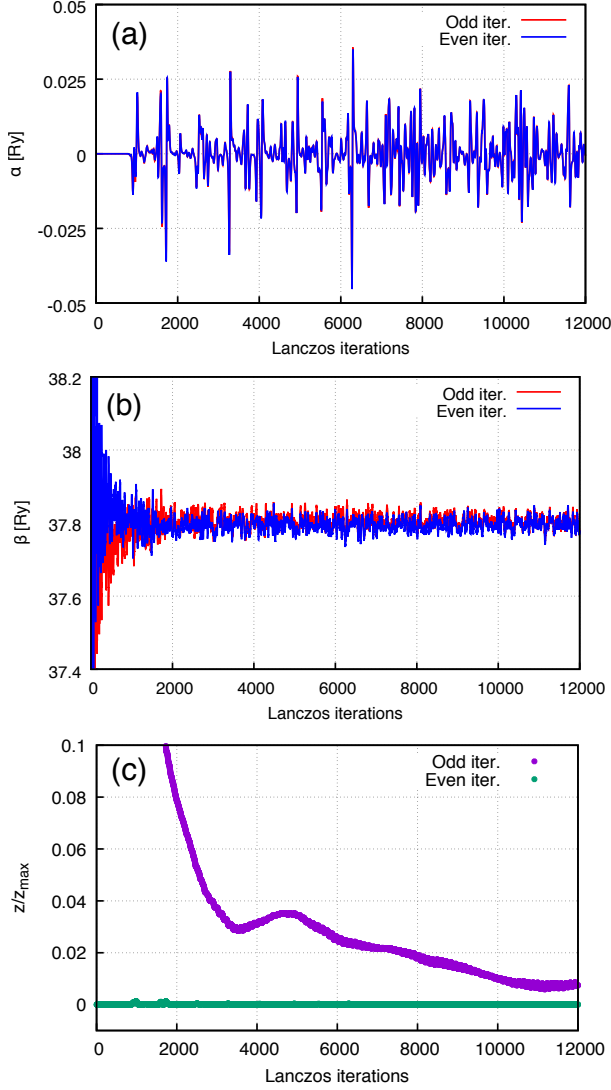 0.05
(a)
Odd iter.
Even iter.
0.025
α [Ry]
0
-0.025
-0.05
0 2000 4000 6000 8000 10000 12000
Lanczos iterations
38.2
(b)
Odd iter.
Even iter.
38
β [Ry]
37.8
37.6
37.4
0 2000 4000 6000 8000 10000 12000
Lanczos iterations
0.1
(c)
Odd iter.
Even iter.
0.08
0.06
z/zmax
0.04
0.02
0
0 2000 4000 6000 8000 10000 12000
Lanczos iterations